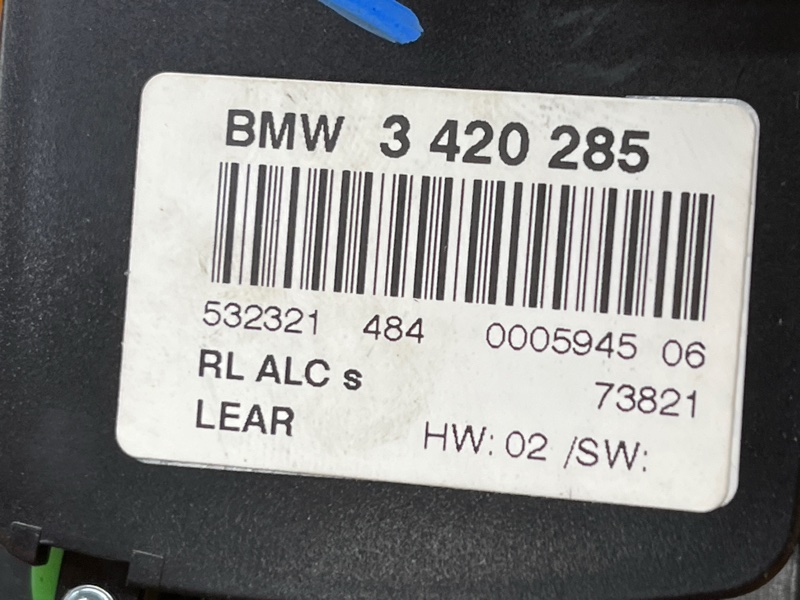 BMW 3 420 285
532321 484 0005945 06
RL ALC s 73821
LEAR HW: 02 /SW: